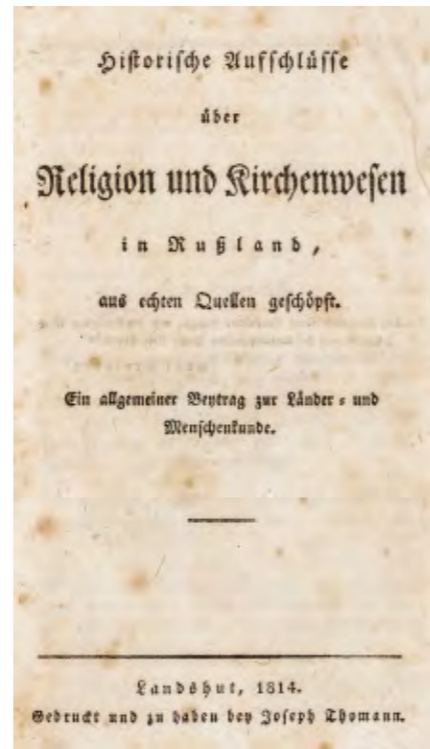 Historische Aufschlüsse
über
Religion und Kirchenwesen
in Rußland,
aus echten Quellen geschöpft.
Ein allgemeiner Beytrag zur Länder- und
Menschenkunde.
Landshut, 1814.
Gedruckt und zu haben bey Joseph Thomann.